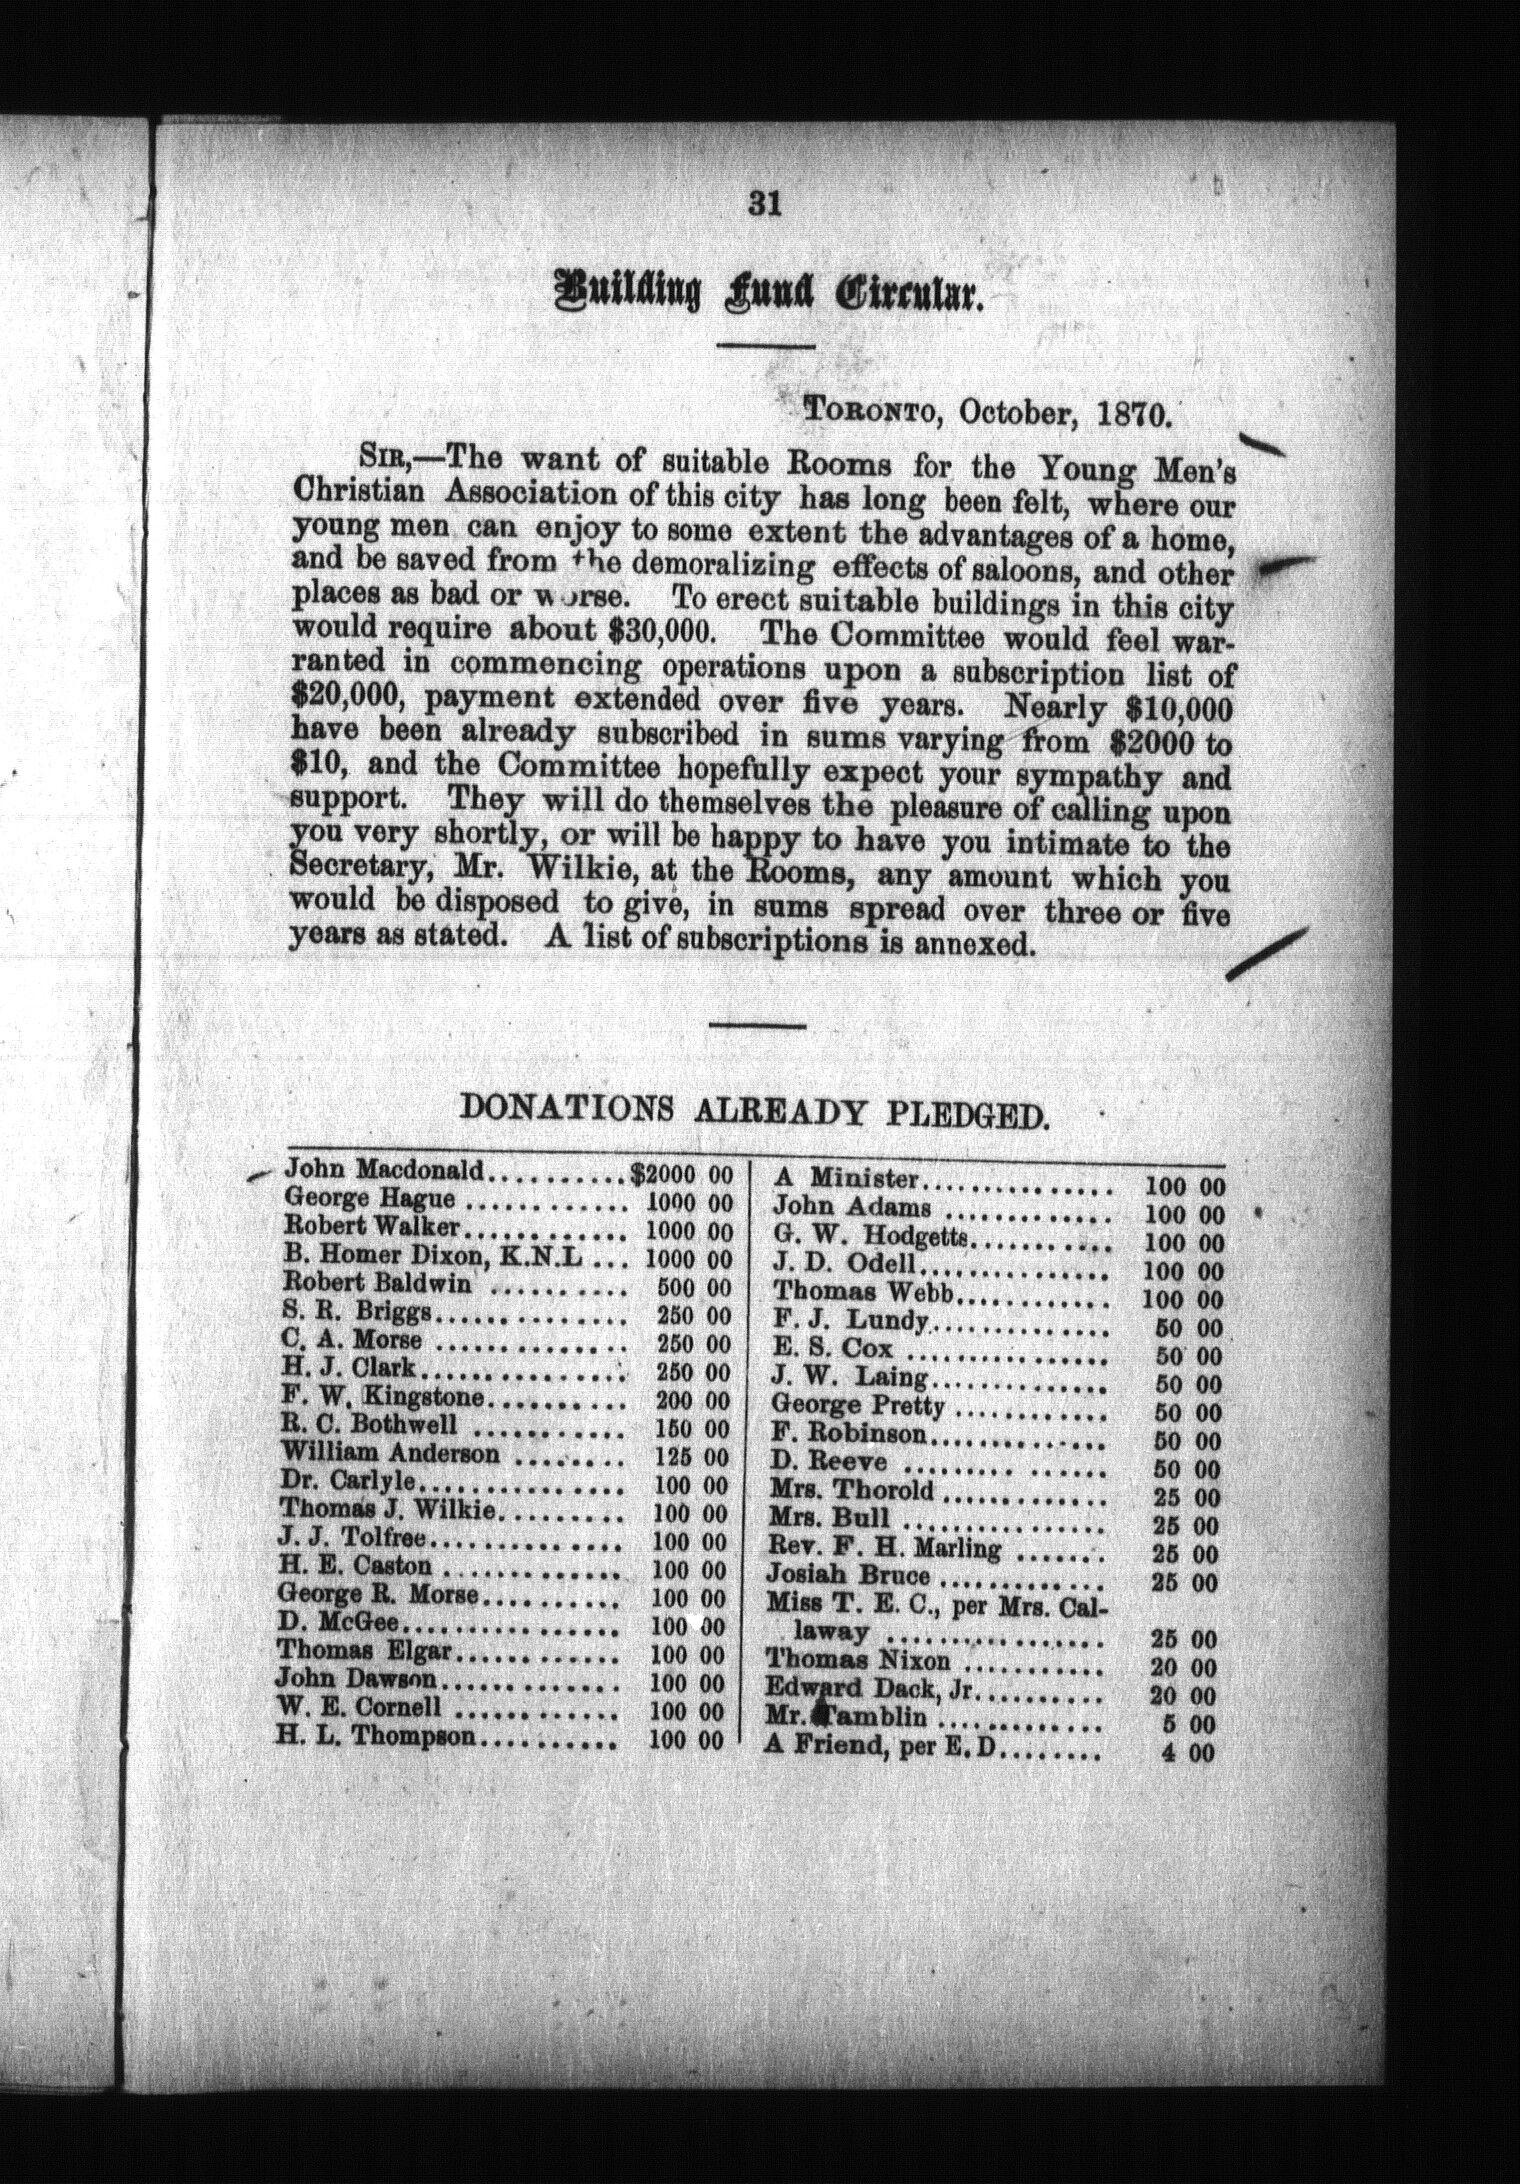 31
Building Fund Circular.
TORONTO, October, 1870.
SIR,—The want of suitable Rooms for the Young Men's
Christian Association of this city has long been felt, where our
young men can enjoy to some extent the advantages of a home,
and be saved from the demoralizing effects of saloons, and other
places as bad or worse. To erect suitable buildings in this city
would require about $30,000. The Committee would feel war-
ranted in commencing operations upon a subscription list of
$20,000, payment extended over five years. Nearly $10,000
have been already subscribed in sums varying from $2000 to
$10, and the Committee hopefully expect your sympathy and
support. They will do themselves the pleasure of calling upon
you very shortly, or will be happy to have you intimate to the
Secretary, Mr. Wilkie, at the Rooms, any amount which you
would be disposed to give, in sums spread over three or five
years as stated. A list of subscriptions is annexed.
DONATIONS ALREADY PLEDGED.
John Macdonald..........$2000 00
George Hague ............ 1000 00
Robert Walker............ 1000 00
B. Homer Dixon, K.N.L ... 1000 00
Robert Baldwin .......... 500 00
S. R. Briggs.............. 250 00
C. A. Morse .............. 250 00
H. J. Clark............... 250 00
F. W. Kingstone.......... 200 00
R. C. Bothwell ........... 150 00
William Anderson ........ 125 00
Dr. Carlyle............... 100 00
Thomas J. Wilkie......... 100 00
J. J. Tolfree.............. 100 00
H. E. Caston ............. 100 00
George R. Morse.......... 100 00
D. McGee................ 100 00
Thomas Elgar............ 100 00
John Dawson............. 100 00
W. E. Cornell ............ 100 00
H. L. Thompson.......... 100 00
A Minister............... 100 00
John Adams ............. 100 00
G. W. Hodgetts........... 100 00
J. D. Odell............... 100 00
Thomas Webb............ 100 00
F. J. Lundy.............. 50 00
E. S. Cox ................ 50 00
J. W. Laing.............. 50 00
George Pretty ............ 50 00
F. Robinson.............. 50 00
D. Reeve ......... ...... 50 00
Mrs. Thorold ............. 25 00
Mrs. Bull ................ 25 00
Rev. F. H. Marling ....... 25 00
Josiah Bruce ............. 25 00
Miss T. E. C., per Mrs. Cal-
laway ................ 25 00
Thomas Nixon ........... 20 00
Edward Dack, Jr.......... 20 00
Mr. Tamblin ............. 5 00
A Friend, per E. D........ 4 00